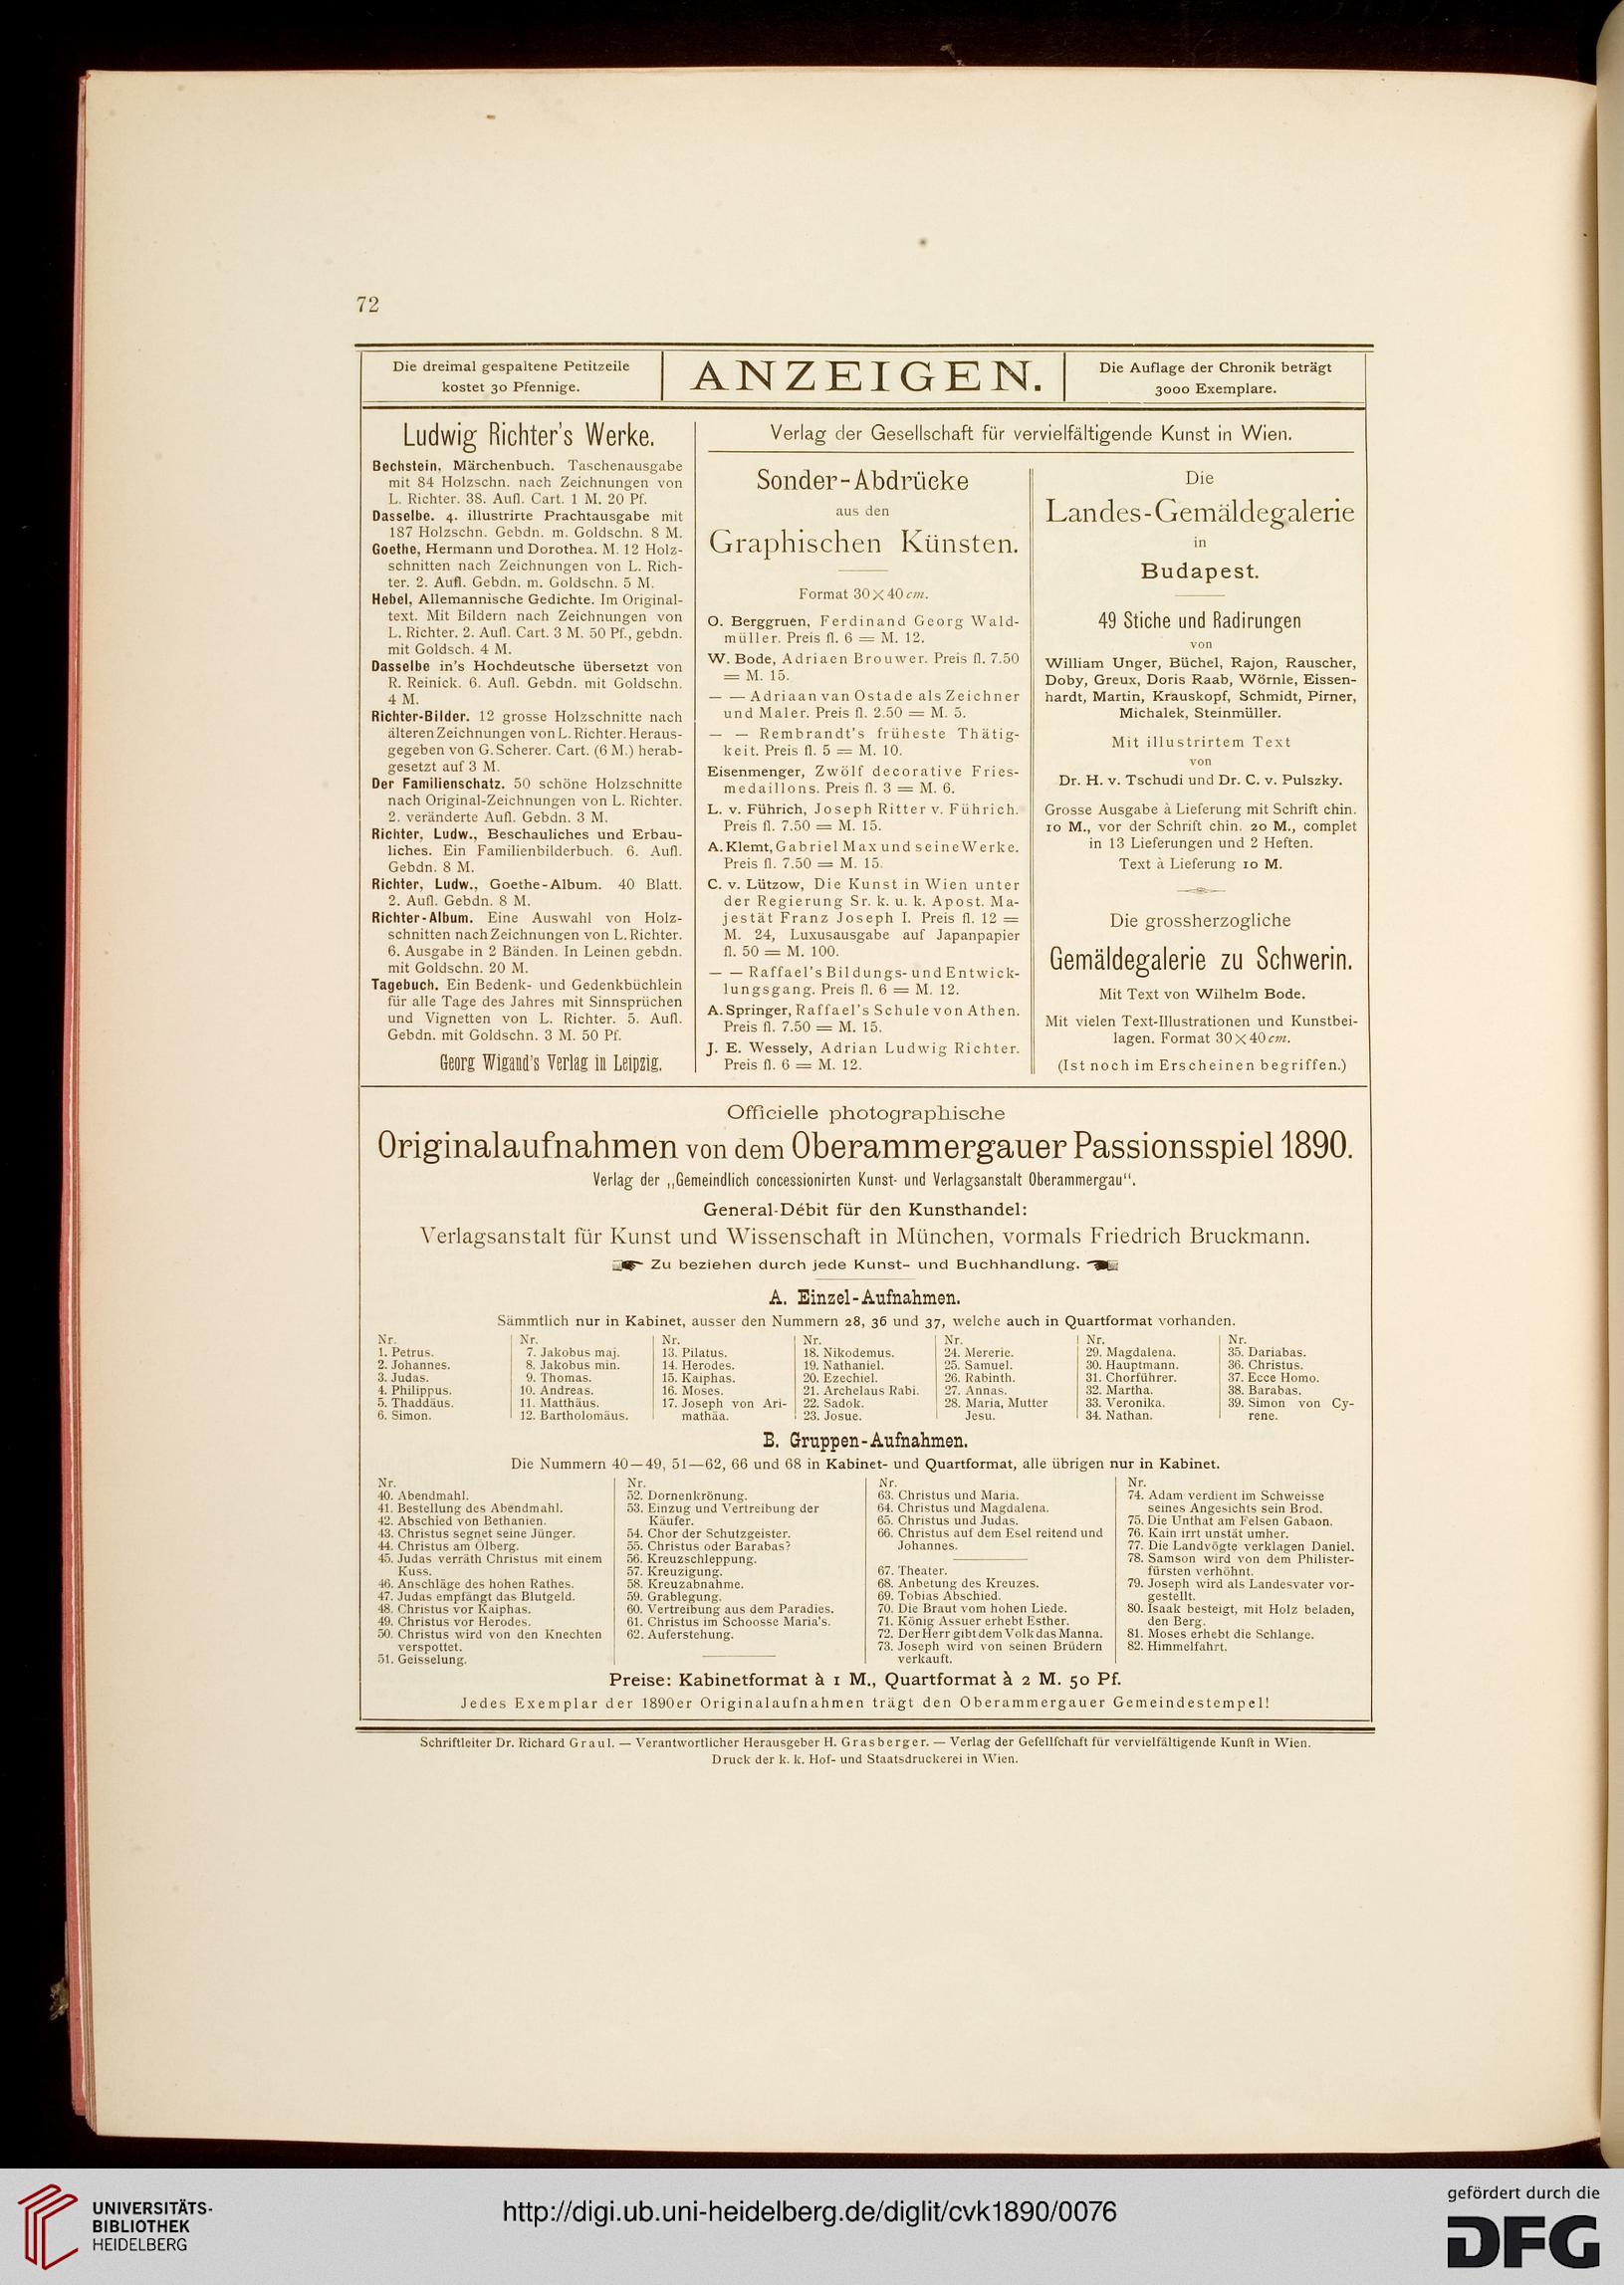 72
Die dreimal gespaltene Petitzeile
kostet 30 Pfennige.
ANZEIGEN.
Die Auflage der Chronik beträgt
3000 Exemplare.
Ludwig Richter's Werke.
Bechstein, Märchenbuch. Taschenausgabe
mit 84 Holzschn. nach Zeichnungen von
L. Richter. 38. Aufl. Cart. 1 M. 20 Pf.
Dasselbe. 4. illustrirte Prachtausgabe mit
187 Holzschn. Gebdn. m. Goldschn. 8 M.
Goethe, Hermann und Dorothea. M. 12 Holz-
schnitten nach Zeichnungen von L. Rich-
ter. 2. Aufl. Gebdn. m. Goldschn. 5 M.
Hebel, Allemannische Gedichte. Im Original-
text. Mit Bildern nach Zeichnungen von
L. Richter. 2. Aufl. Cart. 3 M. 50 Pf., gebdn.
mit Goldsch. 4 M.
Dasselbe in's Hochdeutsche übersetzt von
R. Reinick. 6. Aufl. Gebdn. mit Goldschn.
4 M.
Richter-Bilder. 12 grosse Holzschnitte nach
älteren Zeichnungen von L. Richter. Heraus-
gegeben von G. Scherer. Cart. (6 M.) herab-
gesetzt auf 3 M.
Der Familienschatz. 50 schöne Holzschnitte
nach Original-Zeichnungen von L. Richter.
2. veränderte Aufl. Gebdn. 3 M.
Richter, Ludw., Beschauliches und Erbau-
liches. Ein Familienbilderbuch. 6. Aufl.
Gebdn. 8 M.
Richter, Ludw., Goethe-Album. 40 Blatt.
2. Aufl. Gebdn. 8 M.
Richter-Album. Eine Auswahl von Holz-
schnitten nach Zeichnungen von L. Richter.
6. Ausgabe in 2 Bänden. In Leinen gebdn.
mit Goldschn. 20 M.
Tagebuch. Ein Bedenk- und Gedenkbüchlein
für alle Tage des Jahres mit Sinnsprüchen
und Vignetten von L. Richter. 5. Aufl.
Gebdn. mit Goldschn. 3 M. 50 Pf.
Georg Wigand's Verlag in Leipzig.
Verlag der Gesellschaft für vervielfältigende Kunst in Wien.
Sonder-Abdrücke
aus den
Graphischen Künsten.
Format 30×40 cm.
O. Berggruen, Ferdinand Georg Wald-
müller. Preis fl. 6 = M. 12.
W. Bode, Adriaen Brouwer. Preis fl. 7.50
= M. 15.
— — Adriaan van Ostade als Zeichner
und Maler. Preis fl. 2.50 = M. 5.
— — Rembrandt's früheste Thätig-
keit. Preis fl. 5 = M. 10.
Eisenmenger, Zwölf decorative Fries-
medaillons. Preis fl. 3 = M. 6.
L. v. Führich, Joseph Ritter v. Führich.
Preis fl. 7.50 = M. 15.
A. Klemt, Gabriel Max und seine Werke.
Preis fl. 7.50 = M. 15.
C. v. Lützow, Die Kunst in Wien unter
der Regierung Sr. k. u. k. Apost. Ma-
jestät Franz Joseph I. Preis fl. 12 =
M. 24, Luxusausgabe auf Japanpapier
fl. 50 = M. 100.
— — Raffael's Bildungs- und Entwick-
lungsgang. Preis fl. 6 = M. 12.
A. Springer, Raffael's Schule von Athen.
Preis fl. 7.50 = M. 15.
J. E. Wessely, Adrian Ludwig Richter.
Preis fl. 6 = M. 12.
Die
Landes-Gemäldegalerie
in
Budapest.
49 Stiche und Radirungen
von
William Unger, Büchel, Rajon, Rauscher,
Doby, Greux, Doris Raab, Wörnle, Eissen-
hardt, Martin, Krauskopf, Schmidt, Pirner,
Michalek, Steinmüller.
Mit illustrirtem Text
von
Dr. H. v. Tschudi und Dr. C. v. Pulszky.
Grosse Ausgabe à Lieferung mit Schrift chin.
10 M., vor der Schrift chin. 20 M., complet
in 13 Lieferungen und 2 Heften.
Text à Lieferung 10 M.
Die grossherzogliche
Gemäldegalerie zu Schwerin.
Mit Text von Wilhelm Bode.
Mit vielen Text-Illustrationen und Kunstbei-
lagen. Format 30×40 cm.
(Ist noch im Erscheinen begriffen.)
Officielle photographische
Originalaufnahmen von dem Oberammergauer Passionsspiel 1890.
Verlag der „Gemeindlich concessionirten Kunst- und Verlagsanstalt Oberammergau".
General-Débit für den Kunsthandel:
Verlagsanstalt für Kunst und Wissenschaft in München, vormals Friedrich Bruckmann.
Zu beziehen durch jede Kunst- und Buchhandlung.
A. Einzel-Aufnahmen.
Sämmtlich nur in Kabinet, ausser den Nummern 28, 36 und 37, welche auch in Quartformat vorhanden.
Nr.
1. Petrus.
2. Johannes.
3. Judas.
4. Philippus.
5. Thaddäus.
6. Simon.
Nr.
7. Jakobus maj.
8. Jakobus min.
9. Thomas.
10. Andreas.
11. Matthäus.
12. Bartholomäus.
Nr.
13. Pilatus.
14. Herodes.
15. Kaiphas.
16. Moses.
17. Joseph von Ari-
mathäa.
Nr.
18. Nikodemus.
19. Nathaniel.
20. Ezechiel.
21. Archelaus Rabi.
22. Sadok.
23. Josue.
Nr.
24. Mererie.
25. Samuel.
26. Rabinth.
27. Annas.
28. Maria, Mutter
Jesu.
Nr.
29. Magdalena.
30. Hauptmann.
31. Chorführer.
32. Martha.
33. Veronika.
34. Nathan.
Nr.
35. Dariabas.
36. Christus.
37. Ecce Homo.
38. Barabas.
39. Simon von Cy-
rene.
B. Gruppen-Aufnahmen.
Die Nummern 40—49, 51—62, 66 und 68 in Kabinet- und Quartformat, alle übrigen nur in Kabinet.
Nr.
40. Abendmahl.
41. Bestellung des Abendmahl.
42. Abschied von Bethanien.
43. Christus segnet seine Jünger.
44. Christus am Ölberg.
45. Judas verräth Christus mit einem
Kuss.
46. Anschläge des hohen Rathes.
47. Judas empfängt das Blutgeld.
48. Christus vor Kaiphas.
49. Christus vor Herodes.
50. Christus wird von den Knechten
verspottet.
51. Geisselung.
Nr.
52. Dornenkrönung.
53. Einzug und Vertreibung der
Käufer.
54. Chor der Schutzgeister.
55. Christus oder Barabas?
56. Kreuzschleppung.
57. Kreuzigung.
58. Kreuzabnahme.
59. Grablegung.
60. Vertreibung aus dem Paradies.
61. Christus im Schoosse Maria's.
62. Auferstehung.
Nr.
63. Christus und Maria.
64. Christus und Magdalena.
65. Christus und Judas.
66. Christus auf dem Esel reitend und
Johannes.
67. Theater.
68. Anbetung des Kreuzes.
69. Tobias Abschied.
70. Die Braut vom hohen Liede.
71. König Assuer erhebt Esther.
72. Der Herr gibt dem Volk das Manna.
73. Joseph wird von seinen Brüdern
verkauft.
Nr.
74. Adam verdient im Schweisse
seines Angesichts sein Brod.
75. Die Unthat am Felsen Gabaon.
76. Kain irrt unstät umher.
77. Die Landvögte verklagen Daniel.
78. Samson wird von dem Philister-
fürsten verhöhnt.
79. Joseph wird als Landesvater vor-
gestellt.
80. Isaak besteigt, mit Holz beladen,
den Berg.
81. Moses erhebt die Schlange.
82. Himmelfahrt.
Preise: Kabinetformat à 1 M., Quartformat à 2 M. 50 Pf.
Jedes Exemplar der 1890er Originalaufnahmen trägt den Oberammergauer Gemeindestempel!
Schriftleiter Dr. Richard Graul. — Verantwortlicher Herausgeber H. Grasberger. — Verlag der Gefellfchaft für vervielfältigende Kunft in Wien.
Druck der k. k. Hof- und Staatsdruckerei in Wien.
UNIVERSITÄTS-
BIBLIOTHEK
HEIDELBERG
http://digi.ub.uni-heidelberg.de/diglit/cvk1890/0076
gefördert durch die
DFG